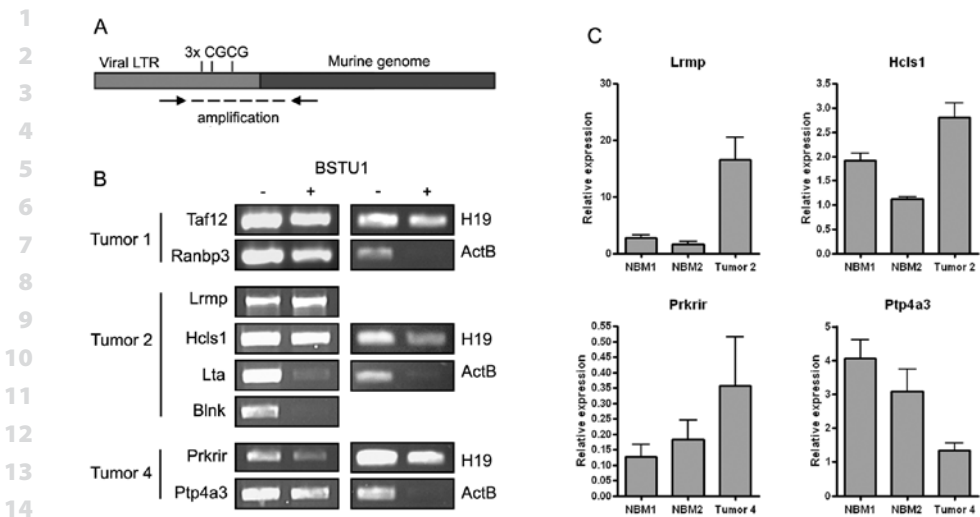 1
2
3
4
5
6
7
8
9
10
11
12
13
14
A
3x CGCG
Viral LTR
Murine genome
amplification
B
BSTU1
- + - +
Tumor 1
Taf12
H19
Ranbp3
ActB
Tumor 2
Lrmp
Hcls1
H19
Lta
ActB
Blnk
Tumor 4
Prkrir
H19
Ptp4a3
ActB
C
Lrmp
Relative expression
30
20
10
0
NBM1 NBM2 Tumor 2
Hcls1
Relative expression
3.5
3.0
2.5
2.0
1.5
1.0
0.5
0.0
NBM1 NBM2 Tumor 2
Prkrir
Relative expression
0.55
0.50
0.45
0.40
0.35
0.30
0.25
0.20
0.15
0.10
0.05
0.00
NBM1 NBM2 Tumor 4
Ptp4a3
Relative expression
5
4
3
2
1
0
NBM1 NBM2 Tumor 4